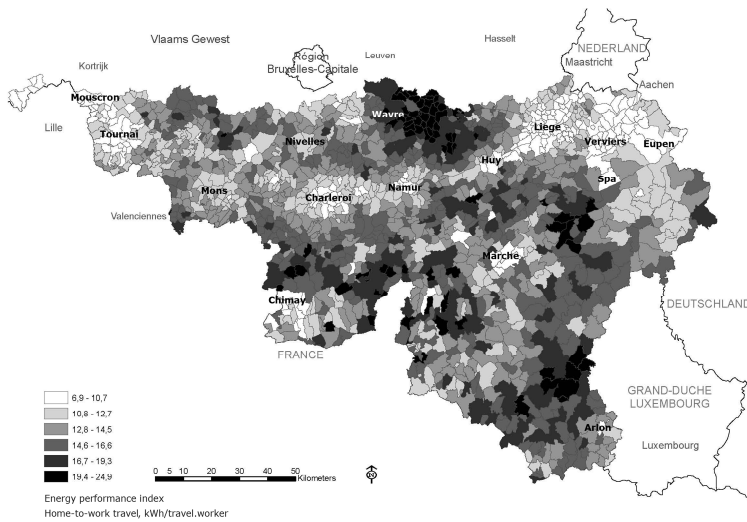 Vlaams Gewest
Hasselt
NEDERLAND
Maastricht
Région
Bruxelles-Capitale
Leuven
Kortrijk
Aachen
Mouscron
Lille
Tournai
Wavre
Nivelles
Liege
Verviers
Eupen
Huy
Spa
Mons
Charleroi
Namur
Valenciennes
Marche
Chimay
DEUTSCHLAND
FRANCE
GRAND-DUCHE
LUXEMBOURG
Arlon
Luxembourg
6,9 - 10,7
10,8 - 12,7
12,8 - 14,5
14,6 - 16,6
16,7 - 19,3
19,4 - 24,9
0 5 10 20 30 40 50
Kilometers
N
Energy performance index
Home-to-work travel, kWh/travel.worker